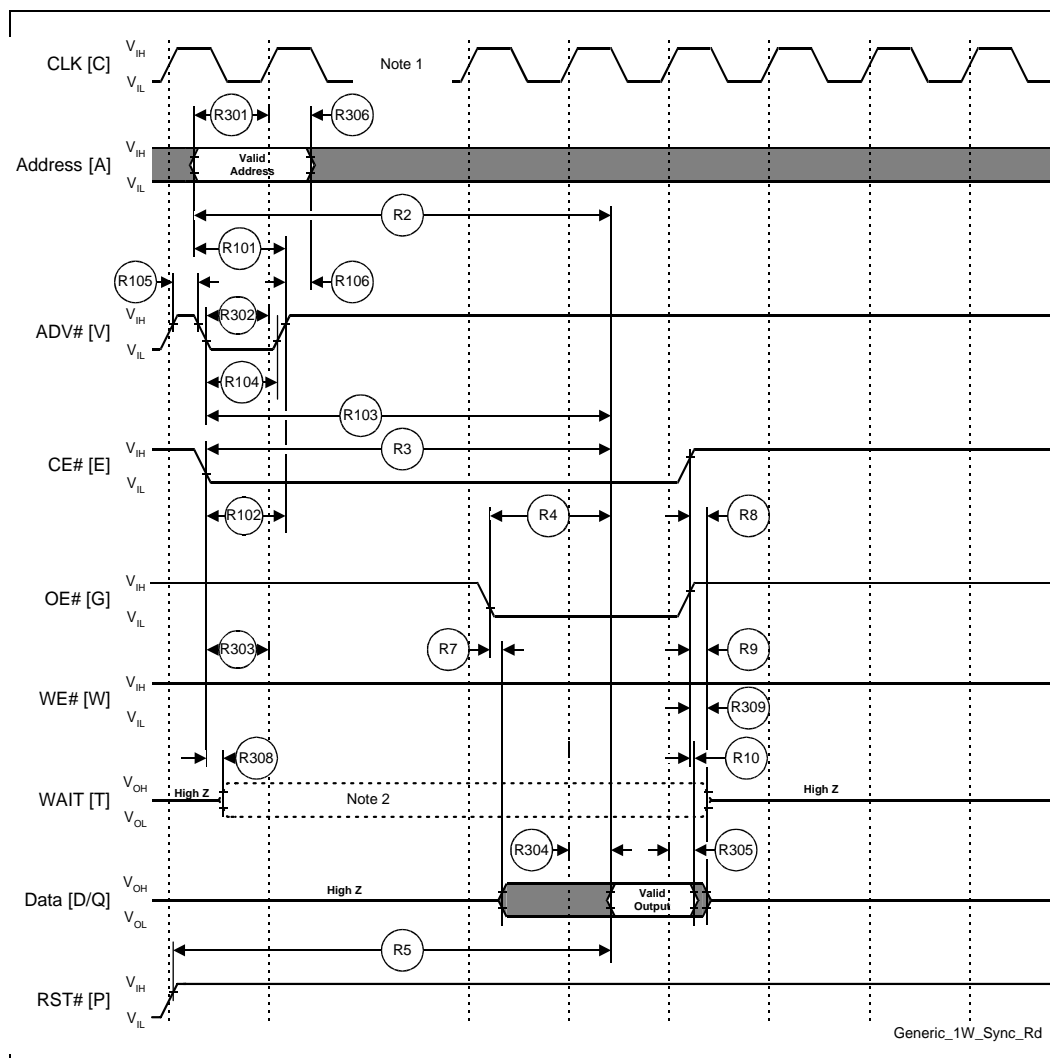 CLK [C]
VIH
VIL
Note 1
R301
R306
Address [A]
VIH
VIL
Valid
Address
R2
R101
R105
R106
ADV# [V]
VIH
VIL
R302
R104
R103
CE# [E]
VIH
VIL
R3
R102
R4
R8
OE# [G]
VIH
VIL
R303
R7
R9
WE# [W]
VIH
VIL
R309
R308
R10
WAIT [T]
VOH
VOL
High Z
Note 2
High Z
R304
R305
Data [D/Q]
VOH
VOL
High Z
Valid
Output
R5
RST# [P]
VIH
VIL
Generic_1W_Sync_Rd